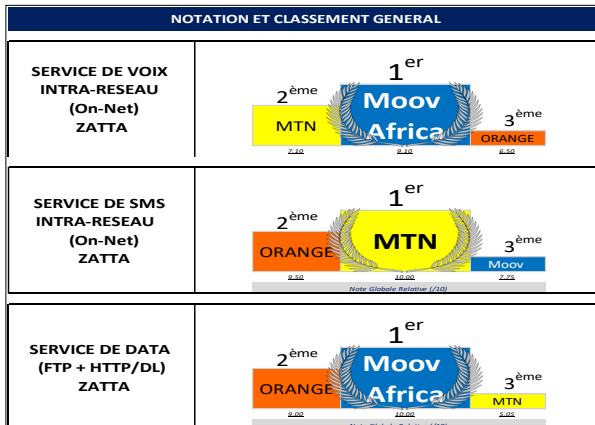 NOTATION ET CLASSEMENT GENERAL
SERVICE DE VOIX
INTRA-RESEAU
(On-Net)
ZATTA
1er
2ème
3ème
Moov
Africa
MTN
ORANGE
7.10
9.10
6.50
SERVICE DE SMS
INTRA-RESEAU
(On-Net)
ZATTA
1er
2ème
3ème
ORANGE
MTN
Moov
9.50
10.00
7.75
Note Globale Relative (/10)
SERVICE DE DATA
(FTP + HTTP/DL)
ZATTA
1er
2ème
3ème
Moov
Africa
ORANGE
MTN
9.00
10.00
5.05